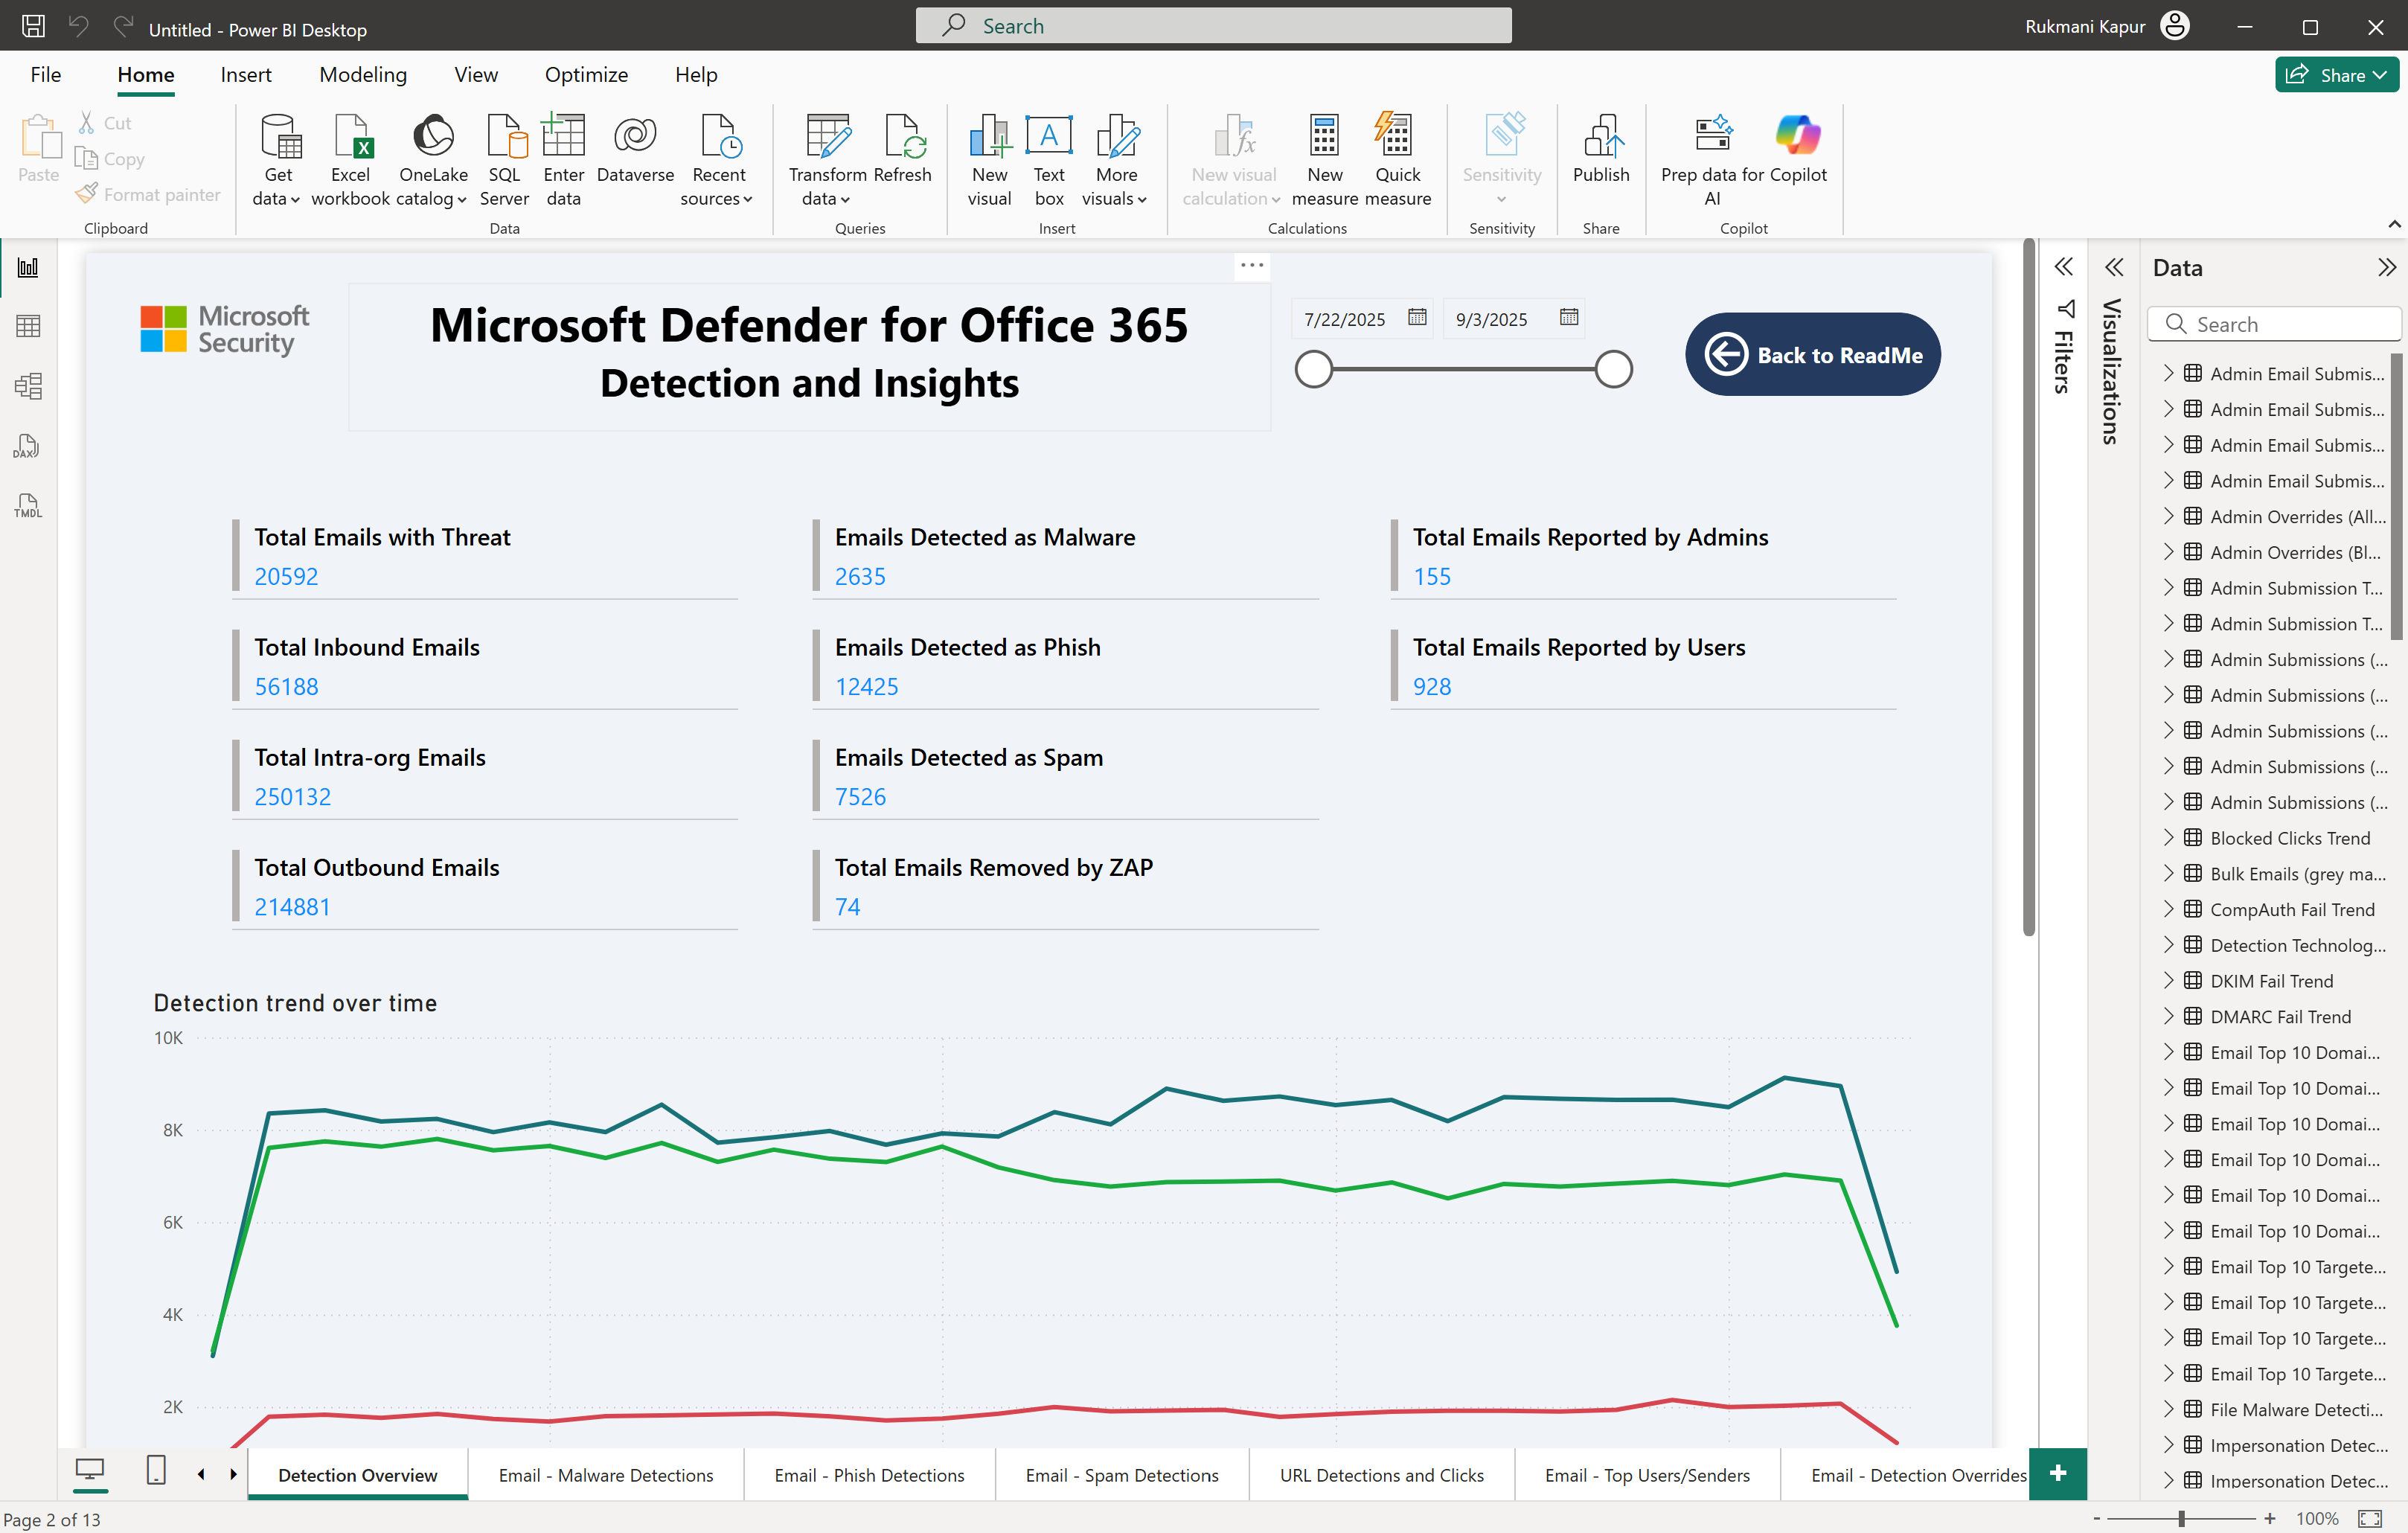 Untitled - Power BI Desktop
Search
Rukmani Kapur
File
Home
Insert
Modeling
View
Optimize
Help
Share
Paste
Cut
Copy
Format painter
Clipboard
Get data
Excel workbook
OneLake catalog
SQL Server
Enter data
Dataverse
Recent sources
Data
Transform data
Refresh
Queries
New visual
Text box
More visuals
Insert
New visual calculation
New measure
Quick measure
Calculations
Sensitivity
Sensitivity
Publish
Share
Prep data for AI
Copilot
Copilot
DAX
TMDL
Microsoft Security
Microsoft Defender for Office 365
Detection and Insights
7/22/2025
9/3/2025
Back to ReadMe
Total Emails with Threat
20592
Emails Detected as Malware
2635
Total Emails Reported by Admins
155
Total Inbound Emails
56188
Emails Detected as Phish
12425
Total Emails Reported by Users
928
Total Intra-org Emails
250132
Emails Detected as Spam
7526
Total Outbound Emails
214881
Total Emails Removed by ZAP
74
Detection trend over time
10K
8K
6K
4K
2K
Filters
Visualizations
Data
Search
Admin Email Submis...
Admin Email Submis...
Admin Email Submis...
Admin Email Submis...
Admin Overrides (All...
Admin Overrides (Bl...
Admin Submission T...
Admin Submission T...
Admin Submissions (...
Admin Submissions (...
Admin Submissions (...
Admin Submissions (...
Admin Submissions (...
Blocked Clicks Trend
Bulk Emails (grey ma...
CompAuth Fail Trend
Detection Technolog...
DKIM Fail Trend
DMARC Fail Trend
Email Top 10 Domai...
Email Top 10 Domai...
Email Top 10 Domai...
Email Top 10 Domai...
Email Top 10 Domai...
Email Top 10 Domai...
Email Top 10 Targete...
Email Top 10 Targete...
Email Top 10 Targete...
Email Top 10 Targete...
File Malware Detecti...
Impersonation Detec...
Impersonation Detec...
Detection Overview
Email - Malware Detections
Email - Phish Detections
Email - Spam Detections
URL Detections and Clicks
Email - Top Users/Senders
Email - Detection Overrides
Page 2 of 13
100%